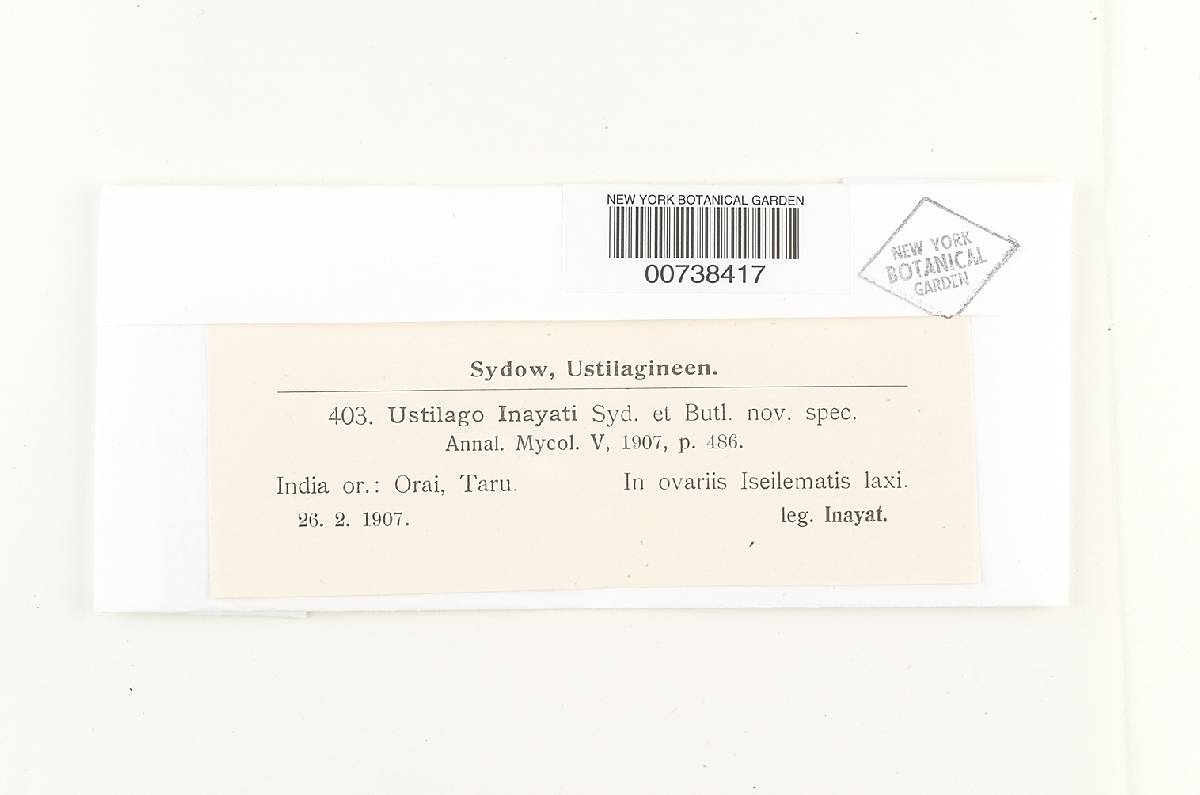 NEW YORK BOTANICAL GARDEN
00738417
NEW YORK
BOTANICAL
GARDEN
Sydow, Ustilagineen.
403. Ustilago Inayati Syd. et Butl. nov. spec.
Annal. Mycol. V, 1907, p. 486.
India or.: Orai, Taru. In ovariis Iseilematis laxi.
26. 2. 1907. leg. Inayat.